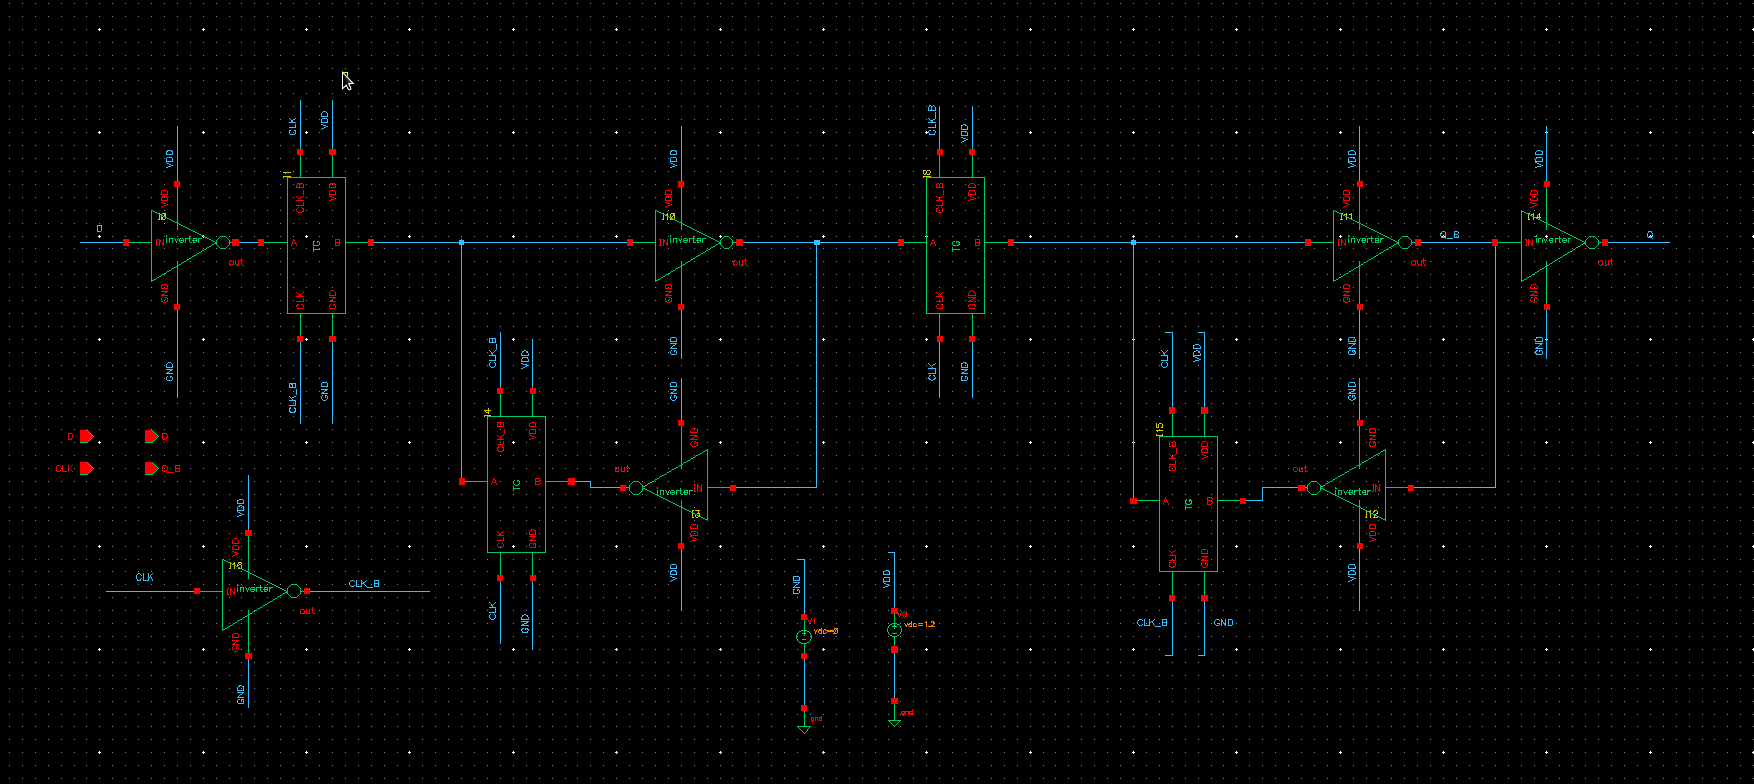 CLK
VDD
CLK_B
VDD
VDD
VDD
VDD
VDD
I1
I8
VDD
CLK_B
VDD
VDD
CLK_B
VDD
VDD
VDD
I0
I10
I11
I14
D
IN
inverter
out
A
TG
B
IN
inverter
out
A
TG
B
IN
inverter
out
Q_B
IN
inverter
out
Q
GND
CLK
GND
GND
CLK
GND
GND
GND
GND
CLK_B
GND
CLK_B
VDD
GND
GND
CLK
GND
CLK
VDD
GND
GND
GND
I4
I15
D
Q
CLK_B
VDD
GND
CLK_B
VDD
GND
CLK
Q_B
out
out
A
TG
B
inverter
IN
I3
A
TG
B
inverter
IN
I12
VDD
VDD
CLK
GND
VDD
VDD
VDD
CLK
GND
VDD
I16
CLK
IN
inverter
CLK_B
out
CLK
GND
GND
VDD
V1
vdc=0
vdc=1.2
CLK_B
GND
GND
GND
gnd
gnd